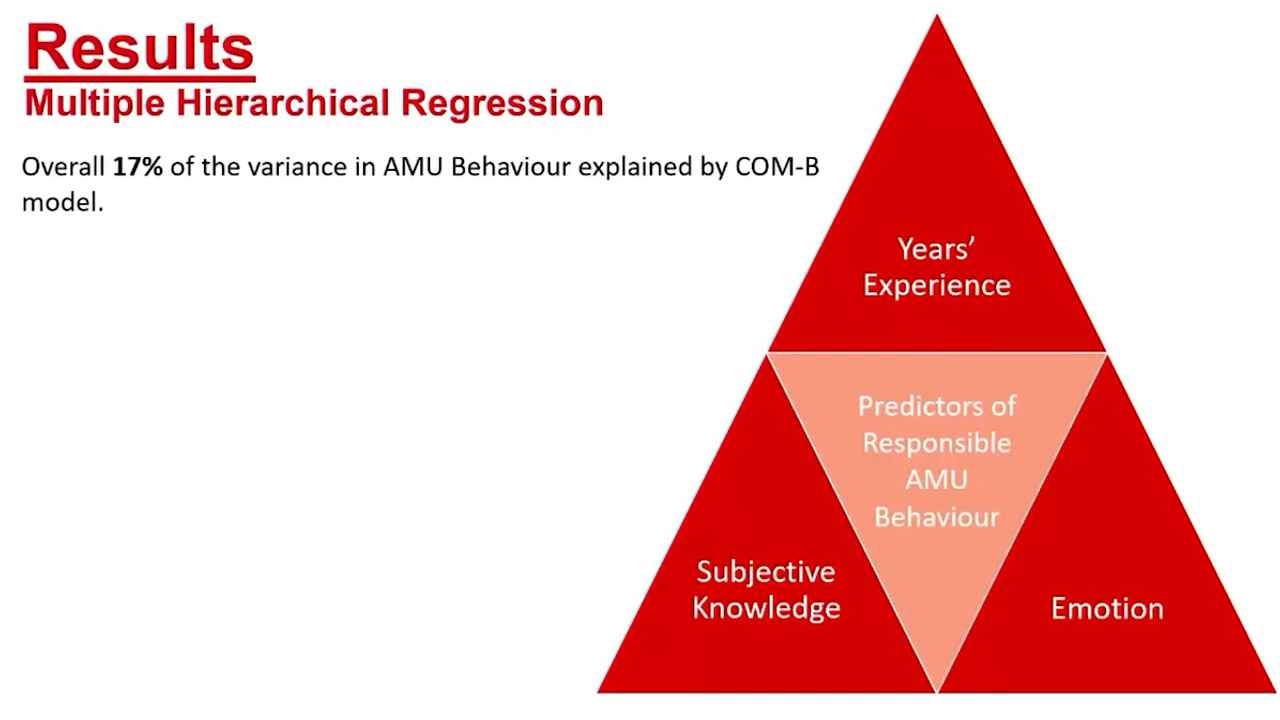 Results
Multiple Hierarchical Regression
Overall 17% of the variance in AMU Behaviour explained by COM-B
model.
Years’
Experience
Predictors of
Responsible
AMU
Behaviour
Subjective
Knowledge
Emotion